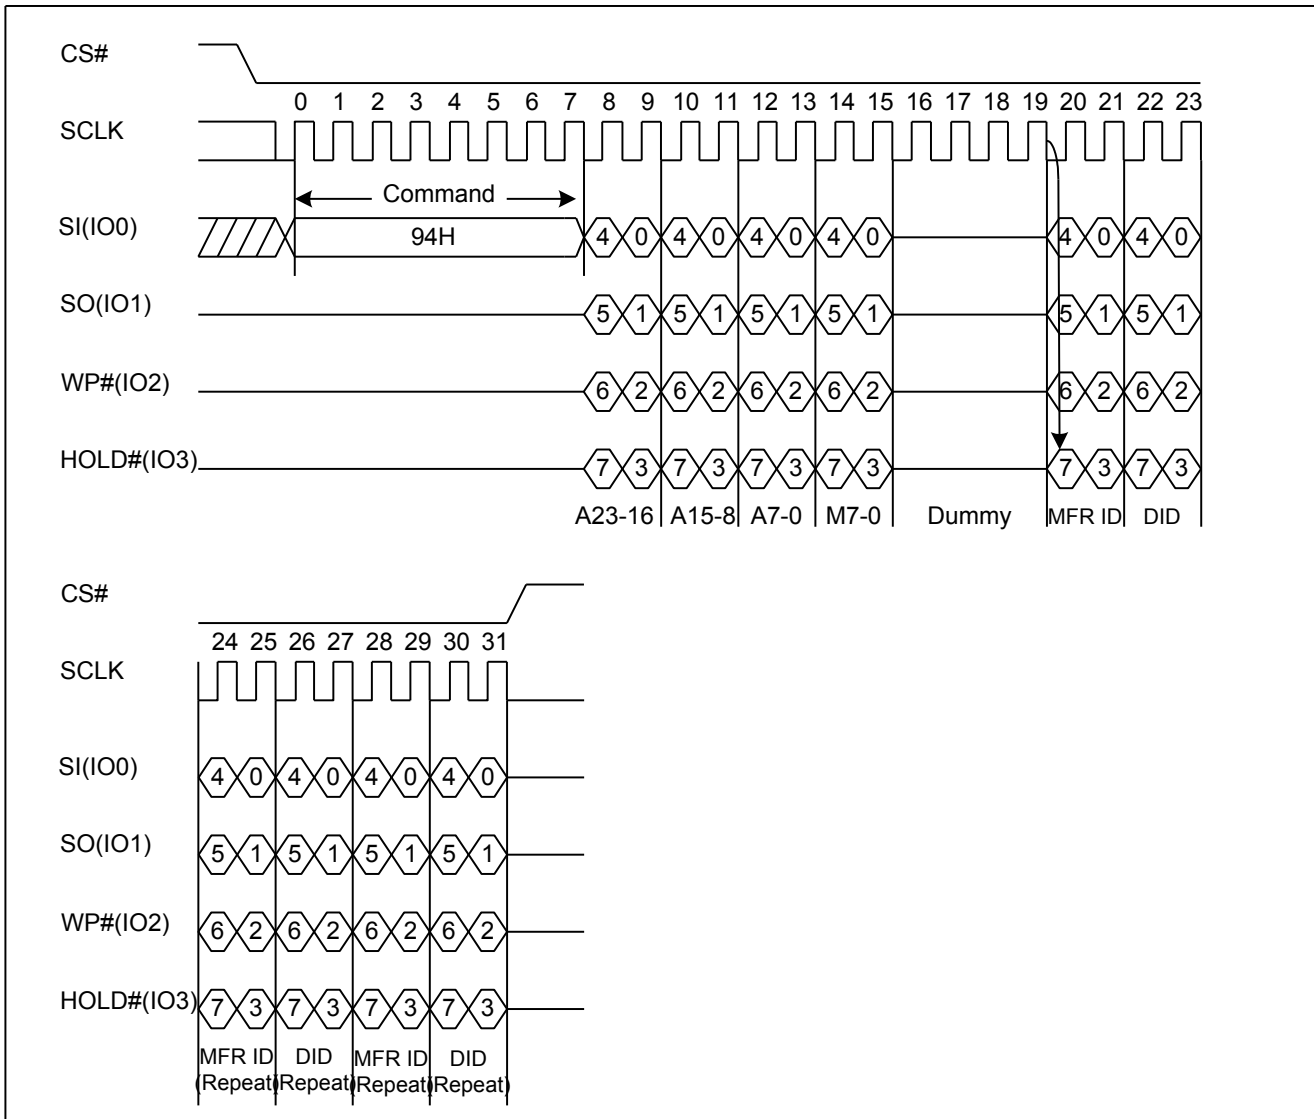 CS#
0 1 2 3 4 5 6 7 8 9 10 11 12 13 14 15 16 17 18 19 20 21 22 23
SCLK
Command
SI(IO0)
94H
4 0 4 0 4 0 4 0 4 0 4 0
SO(IO1)
5 1 5 1 5 1 5 1 5 1 5 1
WP#(IO2)
6 2 6 2 6 2 6 2 6 2 6 2
HOLD#(IO3)
7 3 7 3 7 3 7 3 7 3 7 3
A23-16 A15-8 A7-0 M7-0 Dummy MFR ID DID
CS#
24 25 26 27 28 29 30 31
SCLK
SI(IO0)
4 0 4 0 4 0 4 0
SO(IO1)
5 1 5 1 5 1 5 1
WP#(IO2)
6 2 6 2 6 2 6 2
HOLD#(IO3)
7 3 7 3 7 3 7 3
MFR ID DID MFR ID DID
(Repeat) (Repeat) (Repeat) (Repeat)